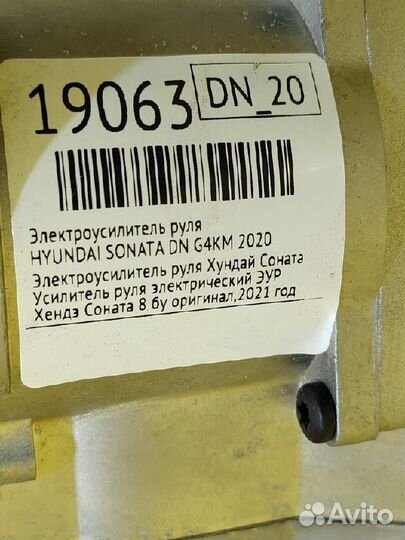 19063 DN_20
Электроусилитель руля
HYUNDAI SONATA DN G4KM 2020
Электроусилитель руля Хундай Соната
Усилитель руля электрический ЭУР
Хендэ Соната 8 бу оригинал,2021 год
Avito